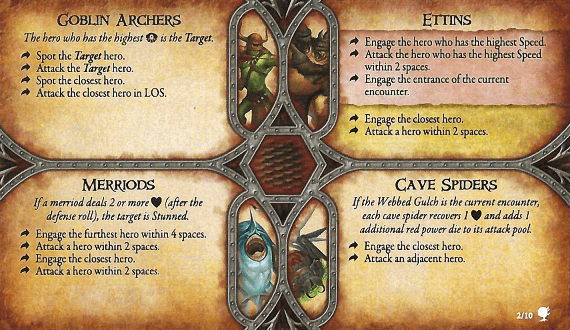 GOBLIN ARCHERS
The hero who has the highest is the Target.
Spot the Target hero.
Attack the Target hero.
Spot the closest hero.
Attack the closest hero in LOS.
ETTINS
Engage the hero who has the highest Speed.
Attack the hero who has the highest Speed
within 2 spaces.
Engage the entrance of the current
encounter.
Engage the closest hero.
Attack a hero within 2 spaces.
MERRIODS
If a merriod deals 2 or more ♥ (after the
defense roll), the target is Stunned.
Engage the furthest hero within 4 spaces.
Attack a hero within 2 spaces.
Engage the closest hero.
Attack a hero within 2 spaces.
CAVE SPIDERS
If the Webbed Gulch is the current encounter,
each cave spider recovers 1 ♥ and adds 1
additional red power die to its attack pool.
Engage the closest hero.
Attack an adjacent hero.
2/10